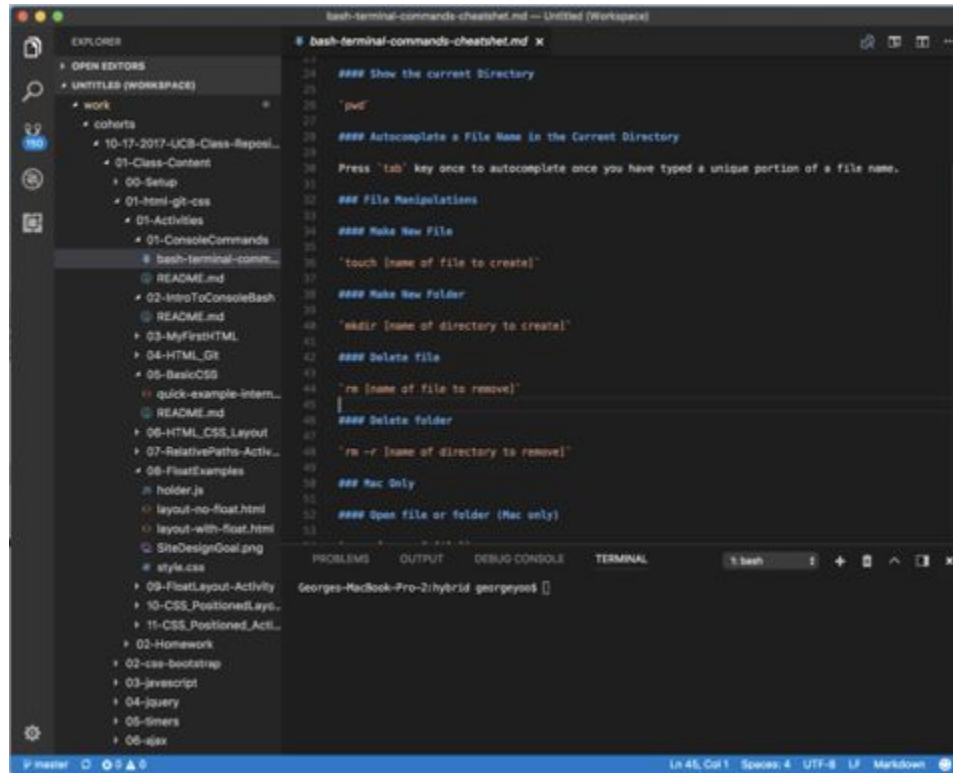 bash-terminal-commands-cheatshet.md — Untitled (Workspace)
EXPLORER
OPEN EDITORS
UNTITLED (WORKSPACE)
work
cohorts
10-17-2017-UCB-Class-Reposi...
01-Class-Content
00-Setup
01-html-git-css
01-Activities
01-ConsoleCommands
bash-terminal-comm...
README.md
02-IntroToConsoleBash
README.md
03-MyFirstHTML
04-HTML_Git
05-BasicCSS
quick-example-intern...
README.md
06-HTML_CSS_Layout
07-RelativePaths-Activ...
08-FloatExamples
holder.js
layout-no-float.html
layout-with-float.html
SiteDesignGoal.png
style.css
09-FloatLayout-Activity
10-CSS_PositionedLayo...
11-CSS_Positioned_Acti...
02-Homework
02-css-bootstrap
03-javascript
04-jquery
05-timers
06-ajax
150
bash-terminal-commands-cheatshet.md ×
24 #### Show the current Directory
25
26 `pwd`
27
28 #### Autocomplete a File Name in the Current Directory
29
30 Press `tab` key once to autocomplete once you have typed a unique portion of a file name.
31
32 ### File Manipulations
33
34 #### Make New File
35
36 `touch [name of file to create]`
37
38 #### Make New Folder
39
40 `mkdir [name of directory to create]`
41
42 #### Delete file
43
44 `rm [name of file to remove]`
45
46 #### Delete folder
47
48 `rm -r [name of directory to remove]`
49
50 ### Mac Only
51
52 #### Open file or folder (Mac only)
53
PROBLEMS OUTPUT DEBUG CONSOLE TERMINAL 1: bash
Georges-MacBook-Pro-2:hybrid georgeyoo$
master 0 0 Ln 45, Col 1 Spaces: 4 UTF-8 LF Markdown